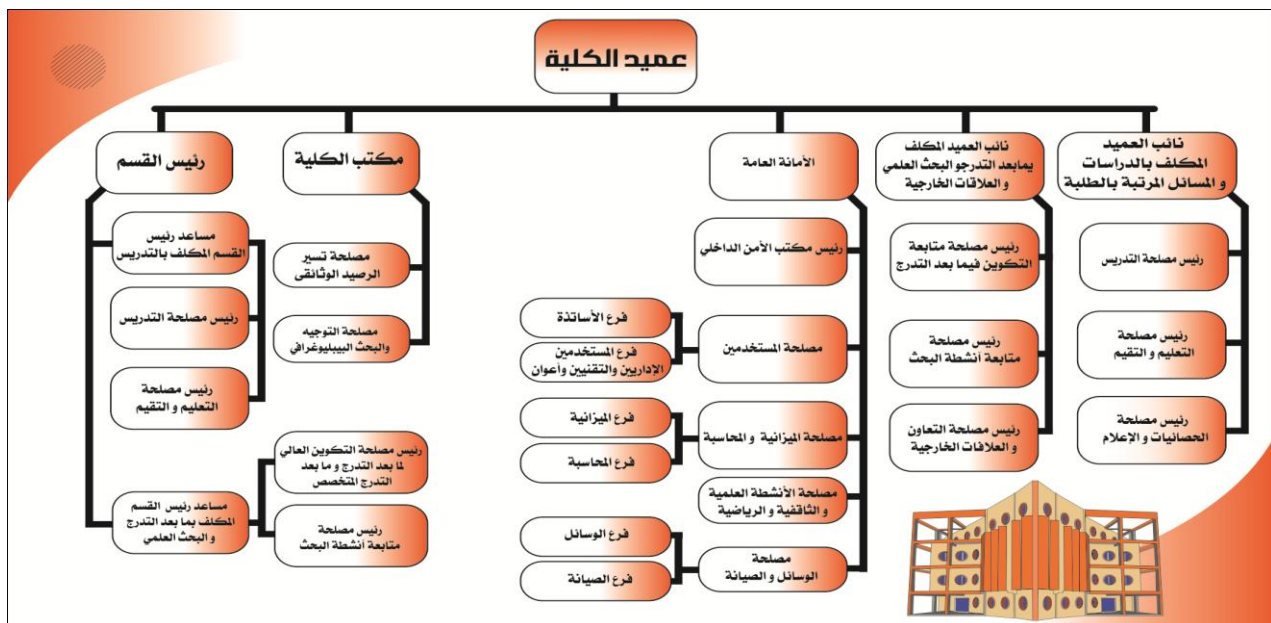 عميد الكلية
نائب العميد
المكلف بالدراسات
و المسائل المرتبة بالطلبة
رئيس مصلحة التدريس
رئيس مصلحة
التعليم و التقيم
رئيس مصلحة
الحصائيات و الإعلام
نائب العميد المكلف
يمابعد التدرجو البحث العلمي
و العلاقات الخارجية
رئيس مصلحة متابعة
التكوين فيما بعد التدرج
رئيس مصلحة
متابعة أنشطة البحث
رئيس مصلحة التعاون
و العلاقات الخارجية
الأمانة العامة
رئيس مكتب الأمن الداخلي
مصلحة المستخدمين
فرع الأساتذة
فرع المستخدمين
الإداريين والتقنيين وأعوان
مصلحة الميزانية و المحاسبة
فرع الميزانية
فرع المحاسبة
مصلحة الأنشطة العلمية
و الثاقفية و الرياضية
مصلحة
الوسائل و الصيانة
فرع الوسائل
فرع الصيانة
مكتب الكلية
مصلحة تسير
الرصيد الوثائقى
مصلحة التوجيه
والبحث البيبليوغرافي
رئيس القسم
مساعد رئيس
القسم المكلف بالتدريس
رئيس مصلحة التدريس
رئيس مصلحة
التعليم و التقيم
مساعد رئيس القسم
المكلف بما بعد التدرج
و البحث العلمي
رئيس مصلحة التكوين العالي
لما بعد التدرج و ما بعد
التدرج المتخصص
رئيس مصلحة
متابعة أنشطة البحث